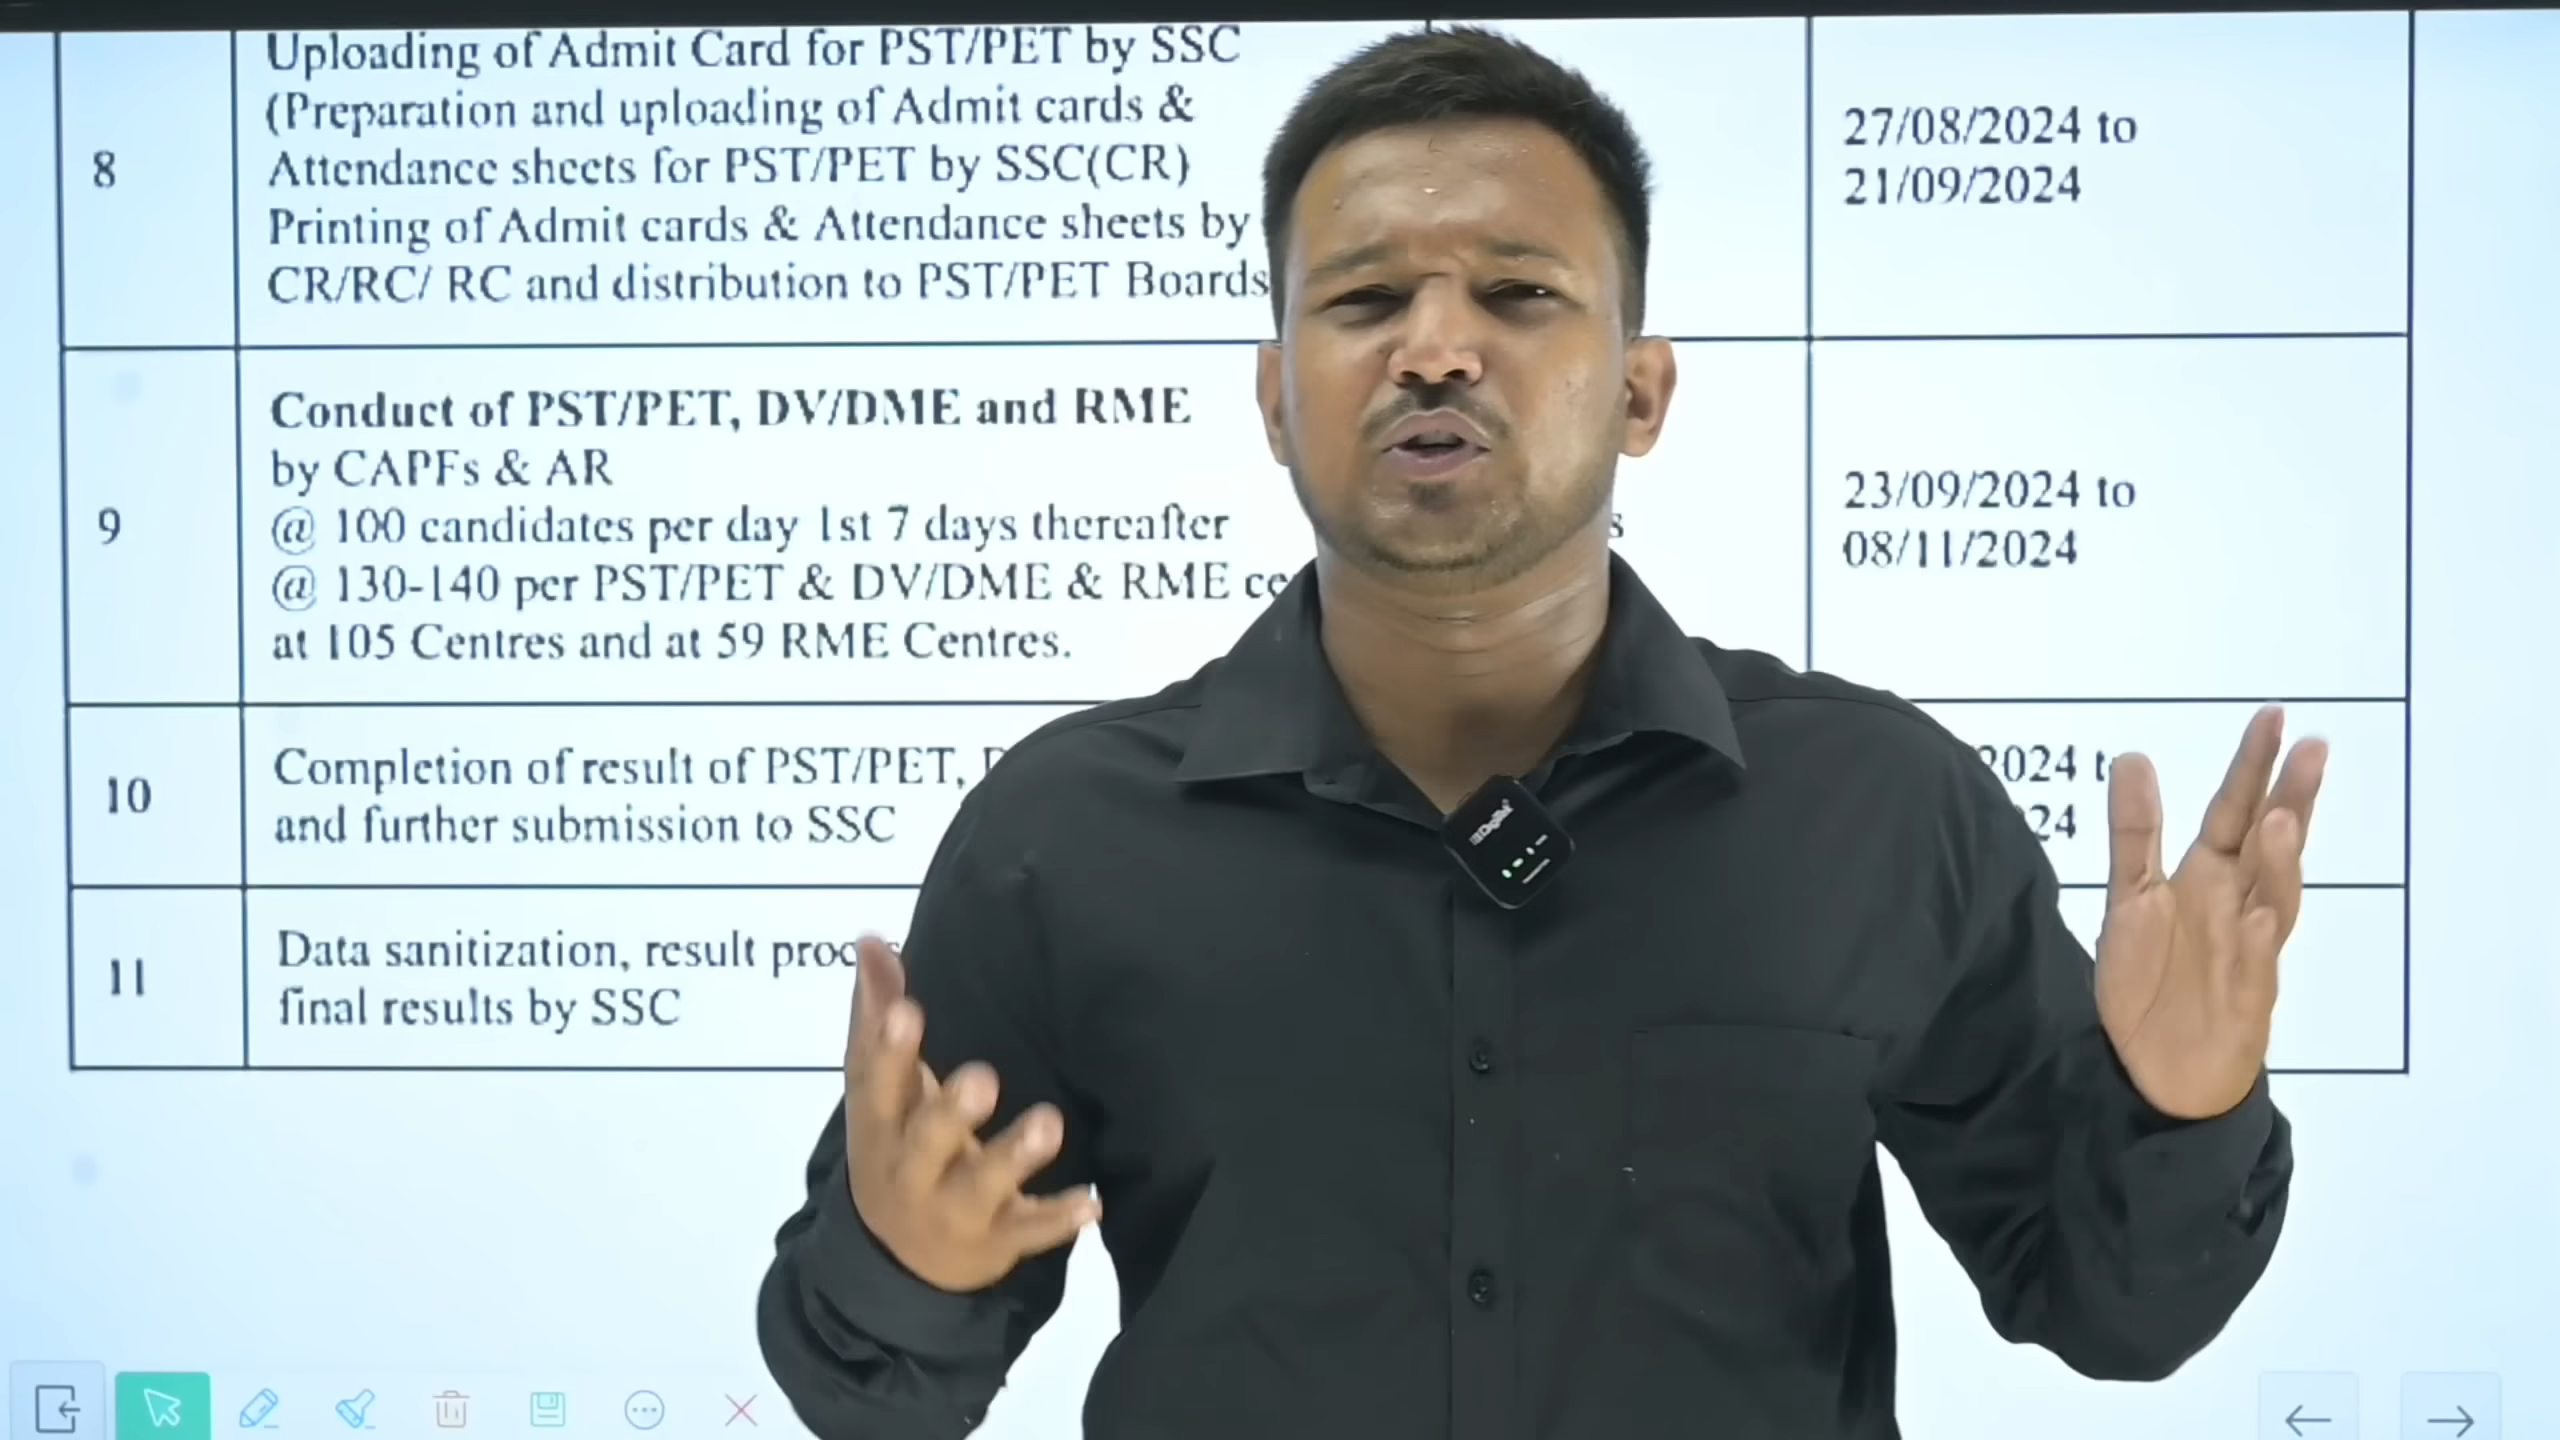 8
Uploading of Admit Card for PST/PET by SSC
(Preparation and uploading of Admit cards &
Attendance sheets for PST/PET by SSC(CR)
Printing of Admit cards & Attendance sheets by
CR/RC/ RC and distribution to PST/PET Boards
27/08/2024 to
21/09/2024
9
Conduct of PST/PET, DV/DME and RME
by CAPFs & AR
@ 100 candidates per day 1st 7 days thereafter
@ 130-140 per PST/PET & DV/DME & RME
at 105 Centres and at 59 RME Centres.
23/09/2024 to
08/11/2024
10
Completion of result of PST/PET,
and further submission to SSC
11
Data sanitization, result
final results by SSC